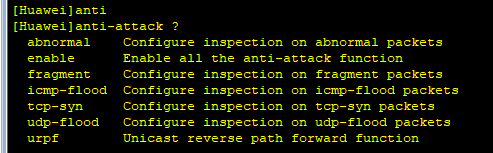 [Huawei]anti
[Huawei]anti-attack ?
abnormal Configure inspection on abnormal packets
enable Enable all the anti-attack function
fragment Configure inspection on fragment packets
icmp-flood Configure inspection on icmp-flood packets
tcp-syn Configure inspection on tcp-syn packets
udp-flood Configure inspection on udp-flood packets
urpf Unicast reverse path forward function